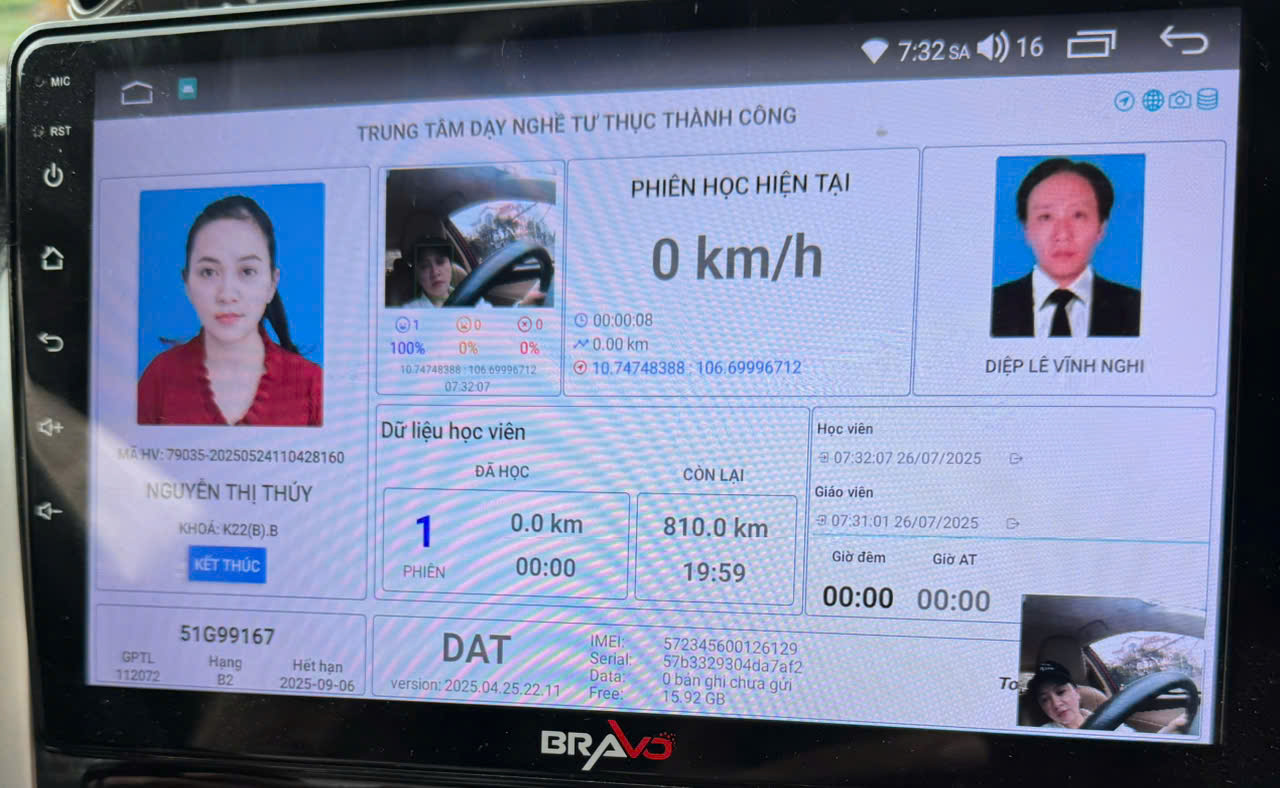 MIC
RST
7:32 SA 16
TRUNG TÂM DẠY NGHỀ TƯ THỤC THÀNH CÔNG
MÃ HV: 79035-20250524110428160
NGUYỄN THỊ THÚY
KHOÁ: K22(B).B
KẾT THÚC
1 0 0
100% 0% 0%
10.74748388 : 106.69996712
07:32:07
PHIÊN HỌC HIỆN TẠI
0 km/h
00:00:08
0.00 km
10.74748388 : 106.69996712
DIỆP LÊ VĨNH NGHI
Dữ liệu học viên
ĐÃ HỌC
1
PHIÊN
0.0 km
00:00
CÒN LẠI
810.0 km
19:59
Học viên
07:32:07 26/07/2025
Giáo viên
07:31:01 26/07/2025
Giờ đêm Giờ AT
00:00 00:00
51G99167
GPTL Hạng Hết hạn
112072 B2 2025-09-06
DAT
version: 2025.04.25.22.11
IMEI: 572345600126129
Serial: 57b3329304da7af2
Data: 0 bản ghi chưa gửi
Free: 15.92 GB
BRAVO